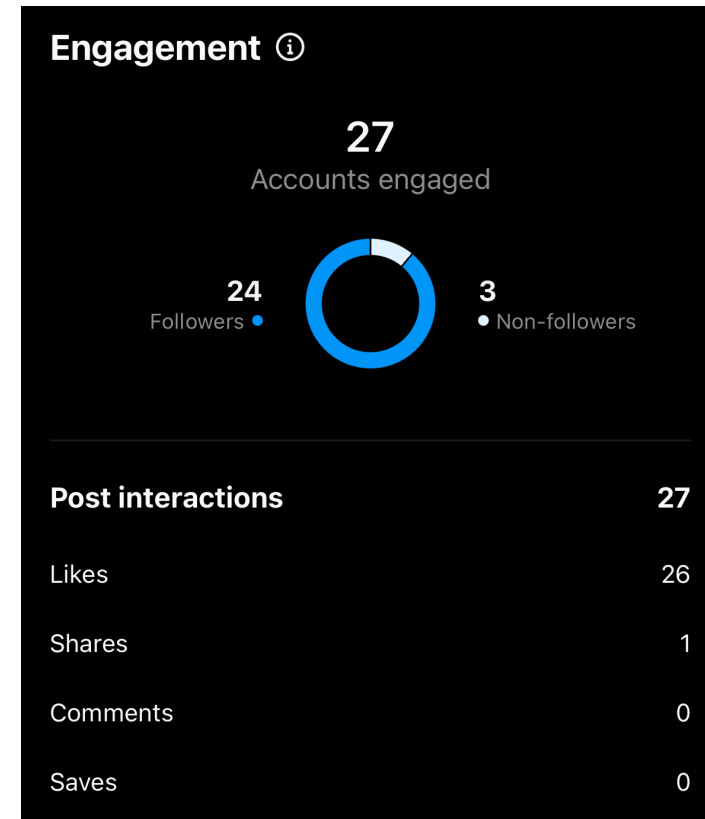 Engagement
27
Accounts engaged
24
Followers
3
Non-followers
Post interactions 27
Likes 26
Shares 1
Comments 0
Saves 0